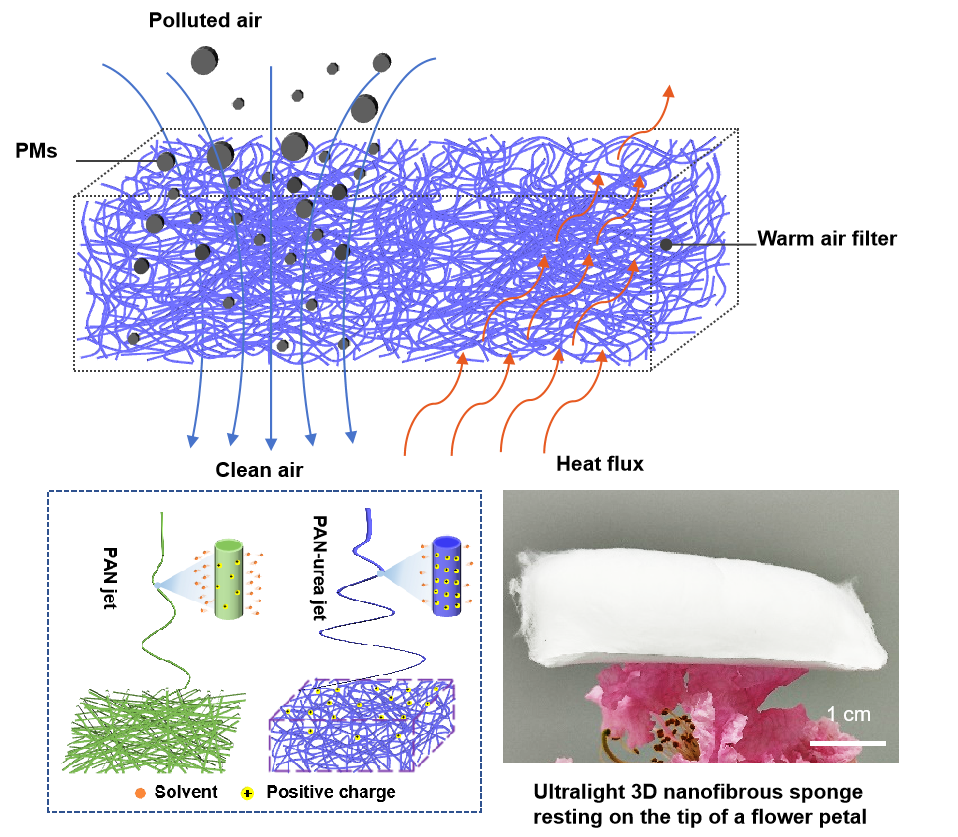 Polluted air
PMs
Warm air filter
Clean air
Heat flux
PAN jet
PAN-urea jet
Solvent
Positive charge
1 cm
Ultralight 3D nanofibrous sponge
resting on the tip of a flower petal